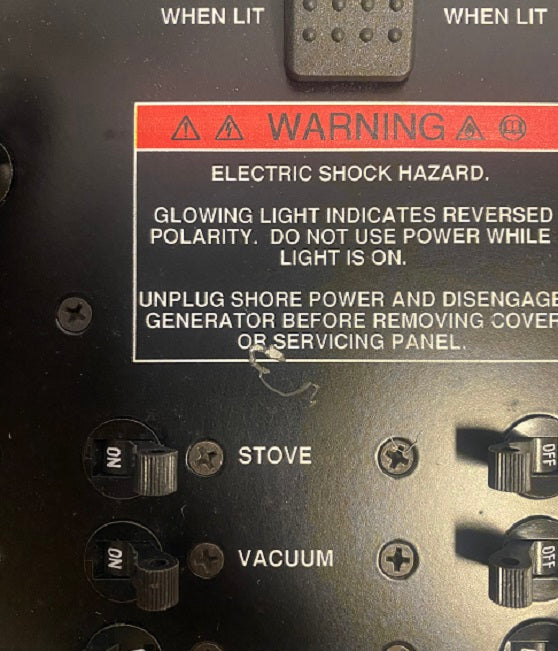 WHEN LIT
WHEN LIT
WARNING
ELECTRIC SHOCK HAZARD.
GLOWING LIGHT INDICATES REVERSED
POLARITY. DO NOT USE POWER WHILE
LIGHT IS ON.
UNPLUG SHORE POWER AND DISENGAGE
GENERATOR BEFORE REMOVING COVER
OR SERVICING PANEL.
ON STOVE OFF
ON VACUUM OFF